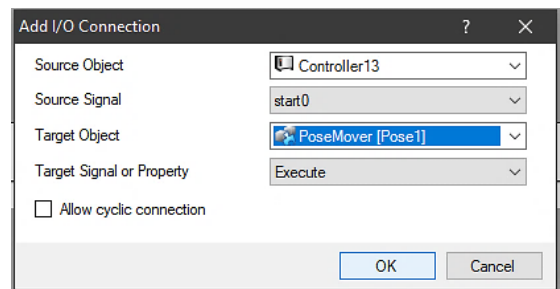 Add I/O Connection ?
Source Object Controller13
Source Signal start0
Target Object PoseMover [Pose1]
Target Signal or Property Execute
Allow cyclic connection
OK Cancel